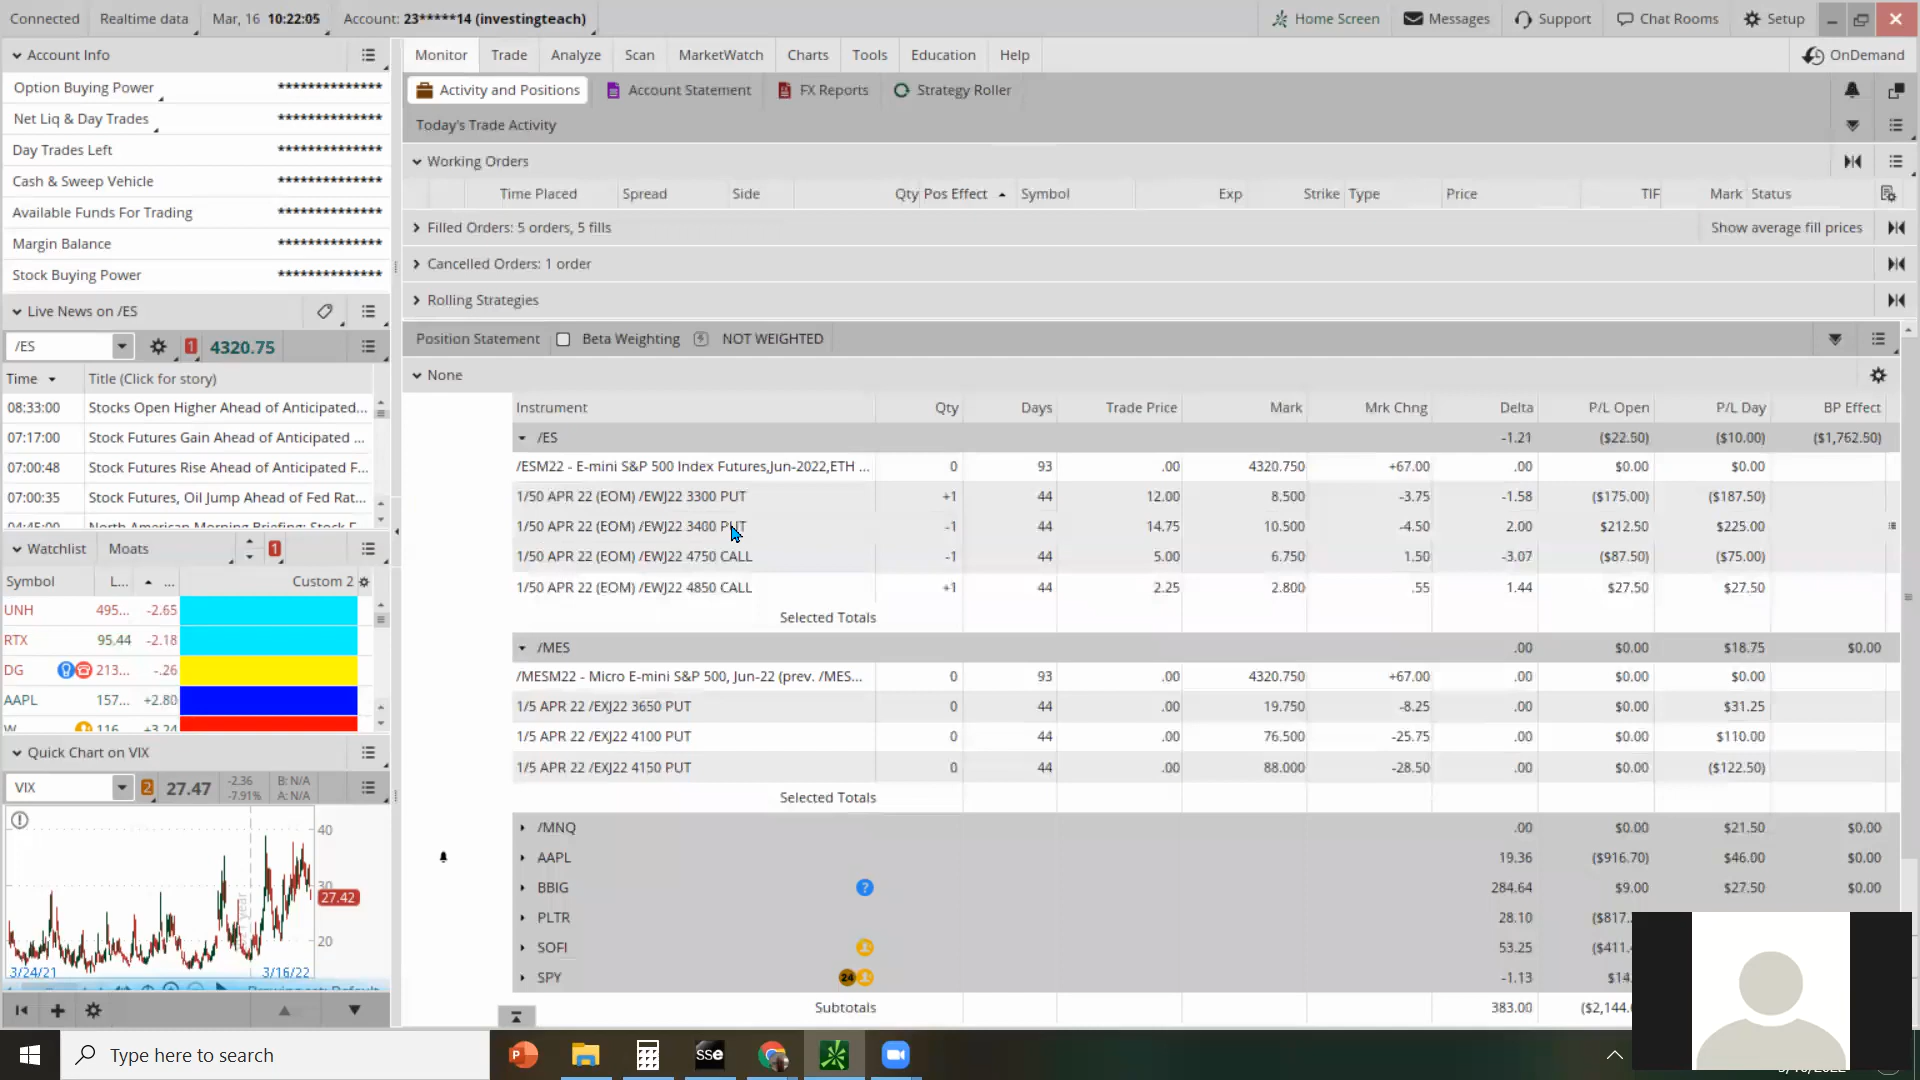 Connected Realtime data Mar, 16 10:22:05 Account: 23*****14 (investingteach) Home Screen Messages Support Chat Rooms Setup
Account Info Monitor Trade Analyze Scan MarketWatch Charts Tools Education Help OnDemand
Option Buying Power **************
Net Liq & Day Trades **************
Day Trades Left **************
Cash & Sweep Vehicle **************
Available Funds For Trading **************
Margin Balance **************
Stock Buying Power **************
Live News on /ES
/ES 1 4320.75
Time Title (Click for story)
08:33:00 Stocks Open Higher Ahead of Anticipated...
07:17:00 Stock Futures Gain Ahead of Anticipated ...
07:00:48 Stock Futures Rise Ahead of Anticipated F...
07:00:35 Stock Futures, Oil Jump Ahead of Fed Rat...
04:45:00 North American Morning Briefing: Stock F...
Watchlist Moats 1
Symbol L... ... Custom 2
UNH 495... -2.65
RTX 95.44 -2.18
DG 213... -.26
AAPL 157... +2.80
W 116 +3.24
Quick Chart on VIX
VIX 2 27.47 -2.36 -7.91% B: N/A A: N/A
40
30
27.42
20
3/24/21 3/16/22
Activity and Positions Account Statement FX Reports Strategy Roller
Today's Trade Activity
Working Orders
Time Placed Spread Side Qty Pos Effect Symbol Exp Strike Type Price TIF Mark Status
Filled Orders: 5 orders, 5 fills Show average fill prices
Cancelled Orders: 1 order
Rolling Strategies
Position Statement Beta Weighting NOT WEIGHTED
None
Instrument Qty Days Trade Price Mark Mrk Chng Delta P/L Open P/L Day BP Effect
/ES -1.21 ($22.50) ($10.00) ($1,762.50)
/ESM22 - E-mini S&P 500 Index Futures,Jun-2022,ETH ... 0 93 .00 4320.750 +67.00 .00 $0.00 $0.00
1/50 APR 22 (EOM) /EWJ22 3300 PUT +1 44 12.00 8.500 -3.75 -1.58 ($175.00) ($187.50)
1/50 APR 22 (EOM) /EWJ22 3400 PUT -1 44 14.75 10.500 -4.50 2.00 $212.50 $225.00
1/50 APR 22 (EOM) /EWJ22 4750 CALL -1 44 5.00 6.750 1.50 -3.07 ($87.50) ($75.00)
1/50 APR 22 (EOM) /EWJ22 4850 CALL +1 44 2.25 2.800 .55 1.44 $27.50 $27.50
Selected Totals
/MES .00 $0.00 $18.75 $0.00
/MESM22 - Micro E-mini S&P 500, Jun-22 (prev. /MES... 0 93 .00 4320.750 +67.00 .00 $0.00 $0.00
1/5 APR 22 /EXJ22 3650 PUT 0 44 .00 19.750 -8.25 .00 $0.00 $31.25
1/5 APR 22 /EXJ22 4100 PUT 0 44 .00 76.500 -25.75 .00 $0.00 $110.00
1/5 APR 22 /EXJ22 4150 PUT 0 44 .00 88.000 -28.50 .00 $0.00 ($122.50)
Selected Totals
/MNQ .00 $0.00 $21.50 $0.00
AAPL 19.36 ($916.70) $46.00 $0.00
BBIG ? 284.64 $9.00 $27.50 $0.00
PLTR 28.10 ($817.
SOFI 53.25 ($411.
SPY 24 -1.13 $14
Subtotals 383.00 ($2,144.
Type here to search SSe